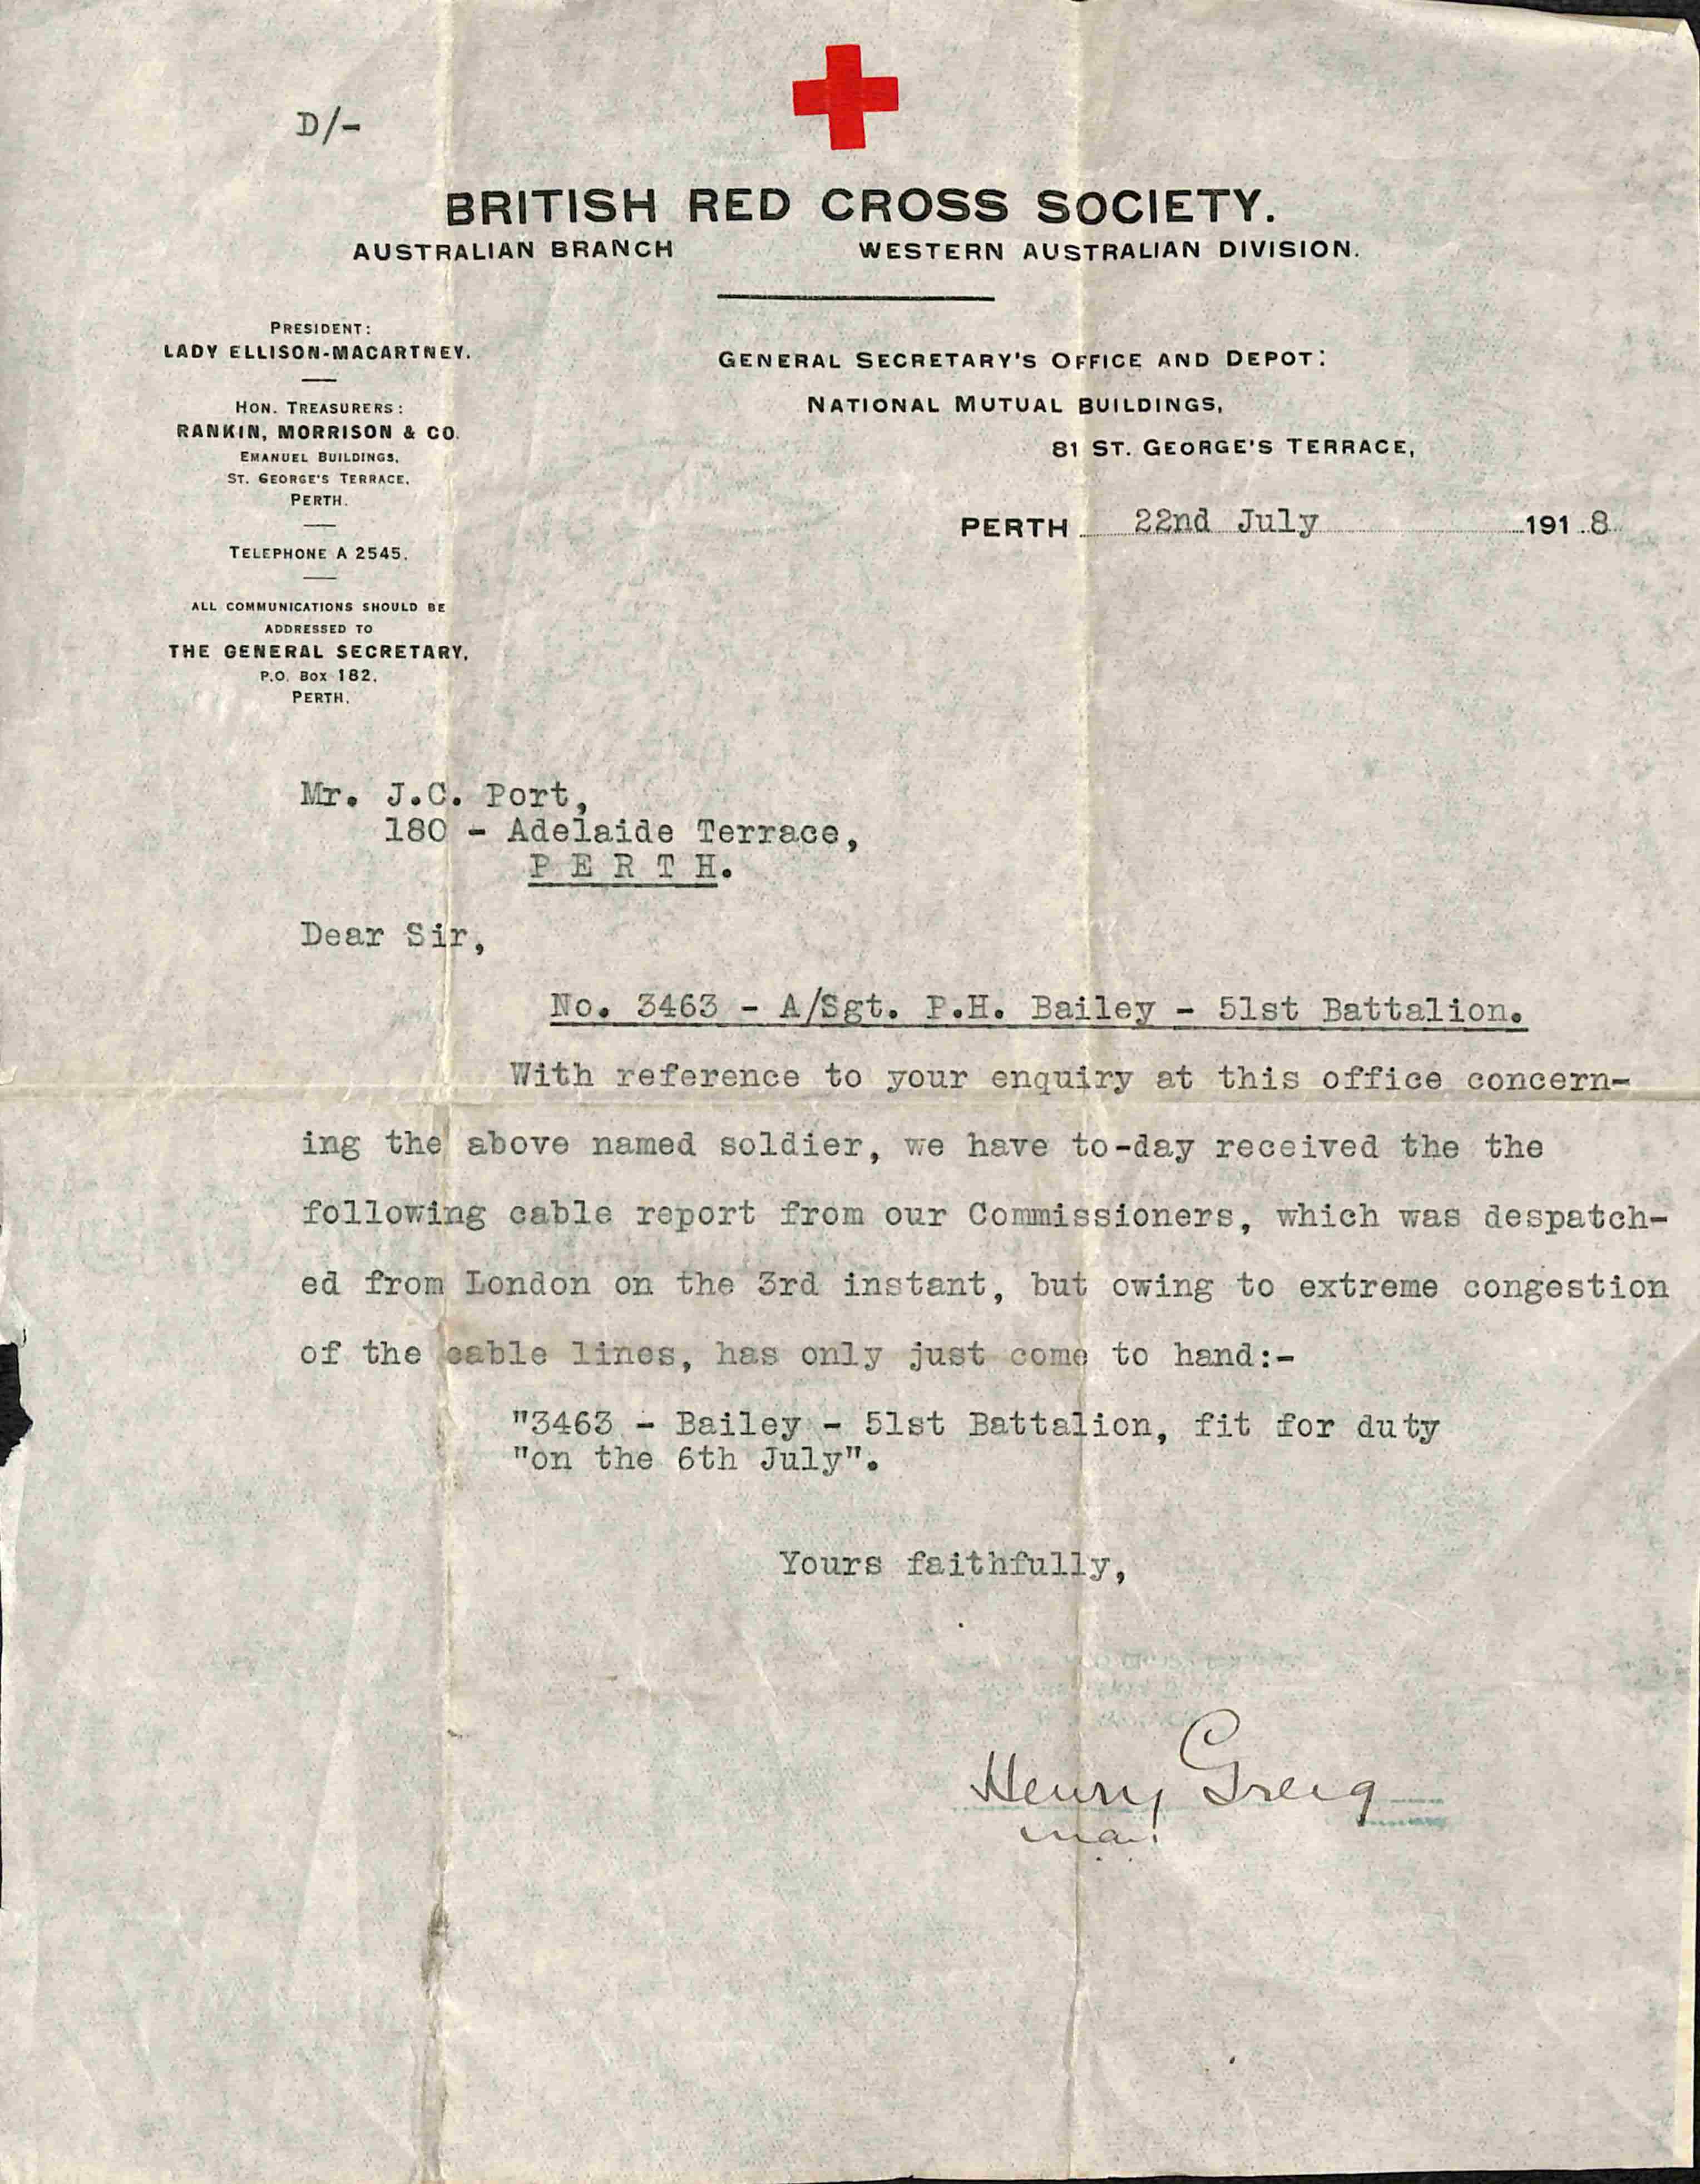 D/-
BRITISH RED CROSS SOCIETY.
AUSTRALIAN BRANCH WESTERN AUSTRALIAN DIVISION.
PRESIDENT:
LADY ELLISON-MACARTNEY.
HON. TREASURERS:
RANKIN, MORRISON & CO.
EMANUEL BUILDINGS,
ST. GEORGE'S TERRACE,
PERTH.
TELEPHONE A 2545.
ALL COMMUNICATIONS SHOULD BE
ADDRESSED TO
THE GENERAL SECRETARY,
P.O. BOX 182,
PERTH.
GENERAL SECRETARY'S OFFICE AND DEPOT:
NATIONAL MUTUAL BUILDINGS,
81 ST. GEORGE'S TERRACE,
PERTH 22nd July 1918
Mr. J.C. Port,
180 - Adelaide Terrace,
P E R T H.
Dear Sir,
No. 3463 - A/Sgt. P.H. Bailey - 51st Battalion.
With reference to your enquiry at this office concern-
ing the above named soldier, we have to-day received the the
following cable report from our Commissioners, which was despatch-
ed from London on the 3rd instant, but owing to extreme congestion
of the cable lines, has only just come to hand:-
"3463 - Bailey - 51st Battalion, fit for duty
"on the 6th July".
Yours faithfully,
Henry Greig